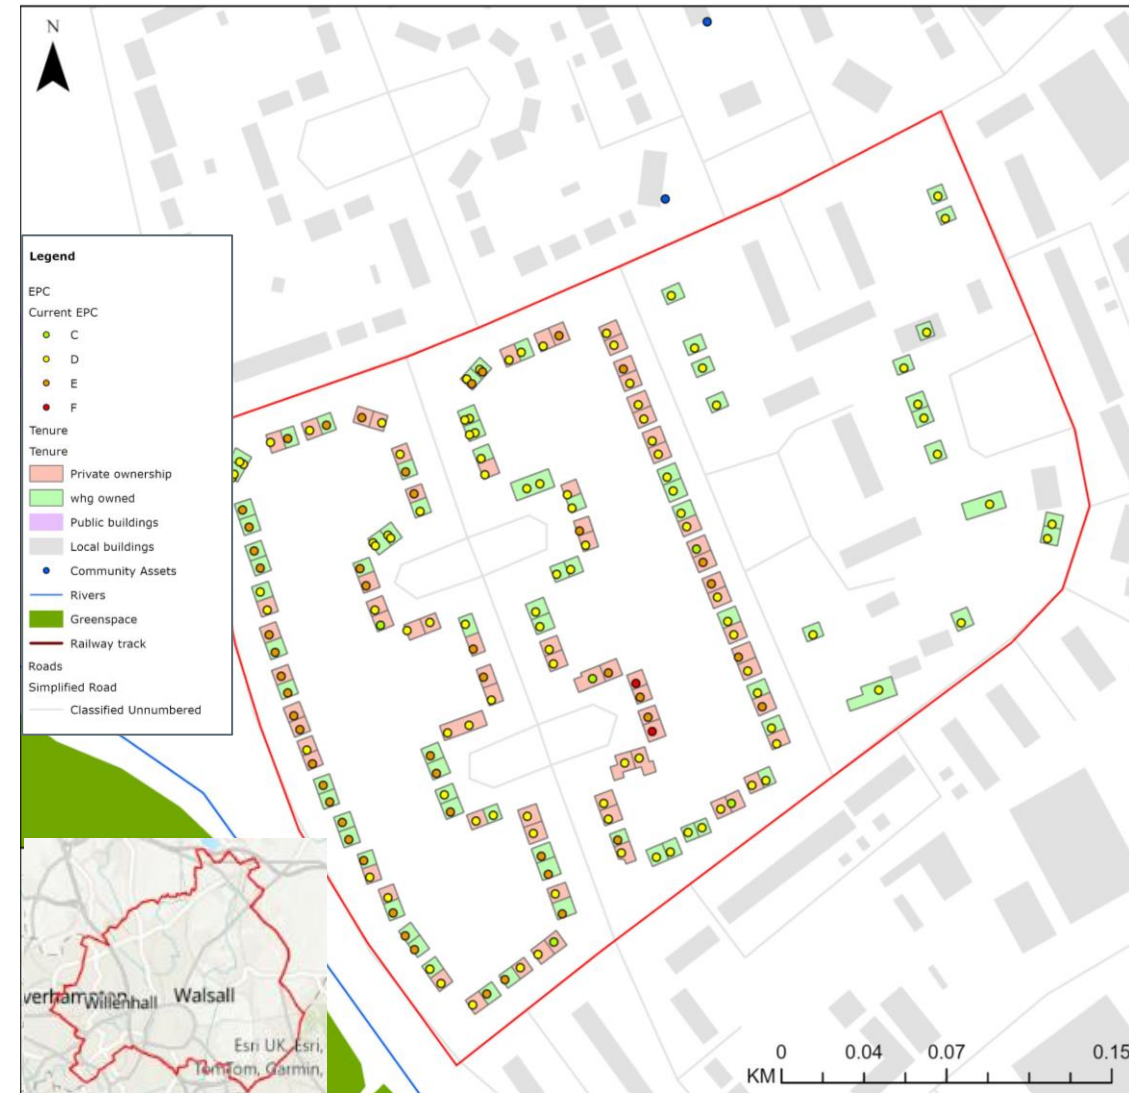 N
Legend
EPC
Current EPC
C
D
E
F
Tenure
Tenure
Private ownership
whg owned
Public buildings
Local buildings
Community Assets
Rivers
Greenspace
Railway track
Roads
Simplified Road
Classified Unnumbered
verhampton
Willenhall
Walsall
Esri UK, Esri,
TomTom, Garmin,
0 0.04 0.07 0.15
KM